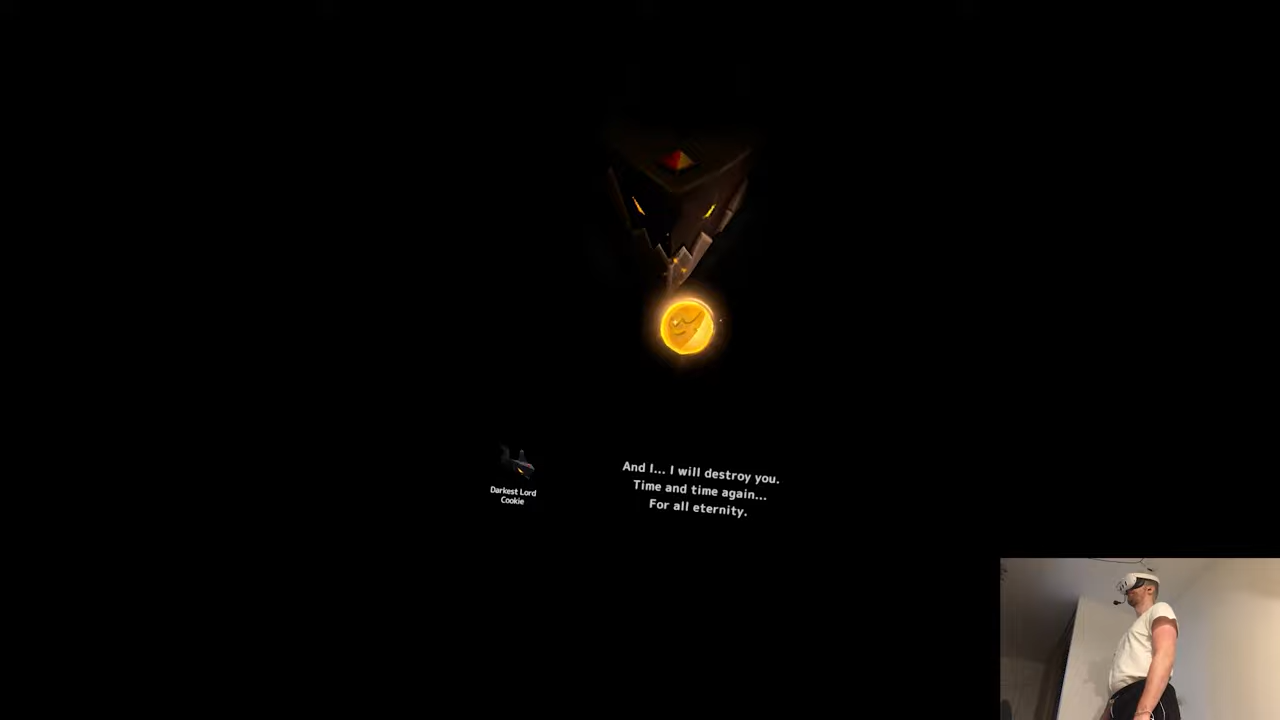 And I... I will destroy you.
Time and time again...
For all eternity.
Darkest Lord
Cookie